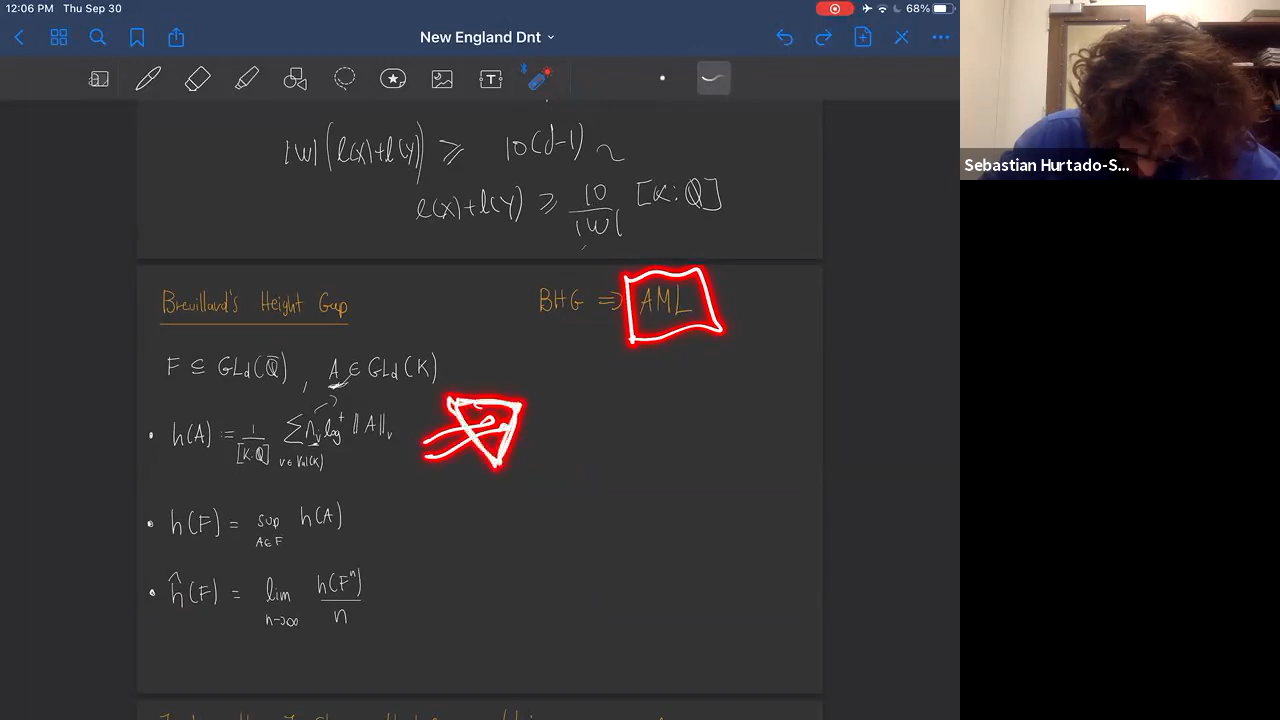 12:06 PM Thu Sep 30
68%
New England Dnt
|W| (l(x)+l(y)) ⩾ 10(d-1) ~
l(x)+l(y) ⩾ 10/|W| [K:Q]
Breuillard's Height Gap
BHG ⇒ AML
F ⊆ GLd(Q̄), A ∈ GLd(K)
• h(A) := 1/[K:Q] ∑ v∈Val(K) nᵥ log⁺ ||A||ᵥ
• h(F) = sup A∈F h(A)
• ĥ(F) = lim n→∞ h(Fⁿ)/n
Sebastian Hurtado-S...